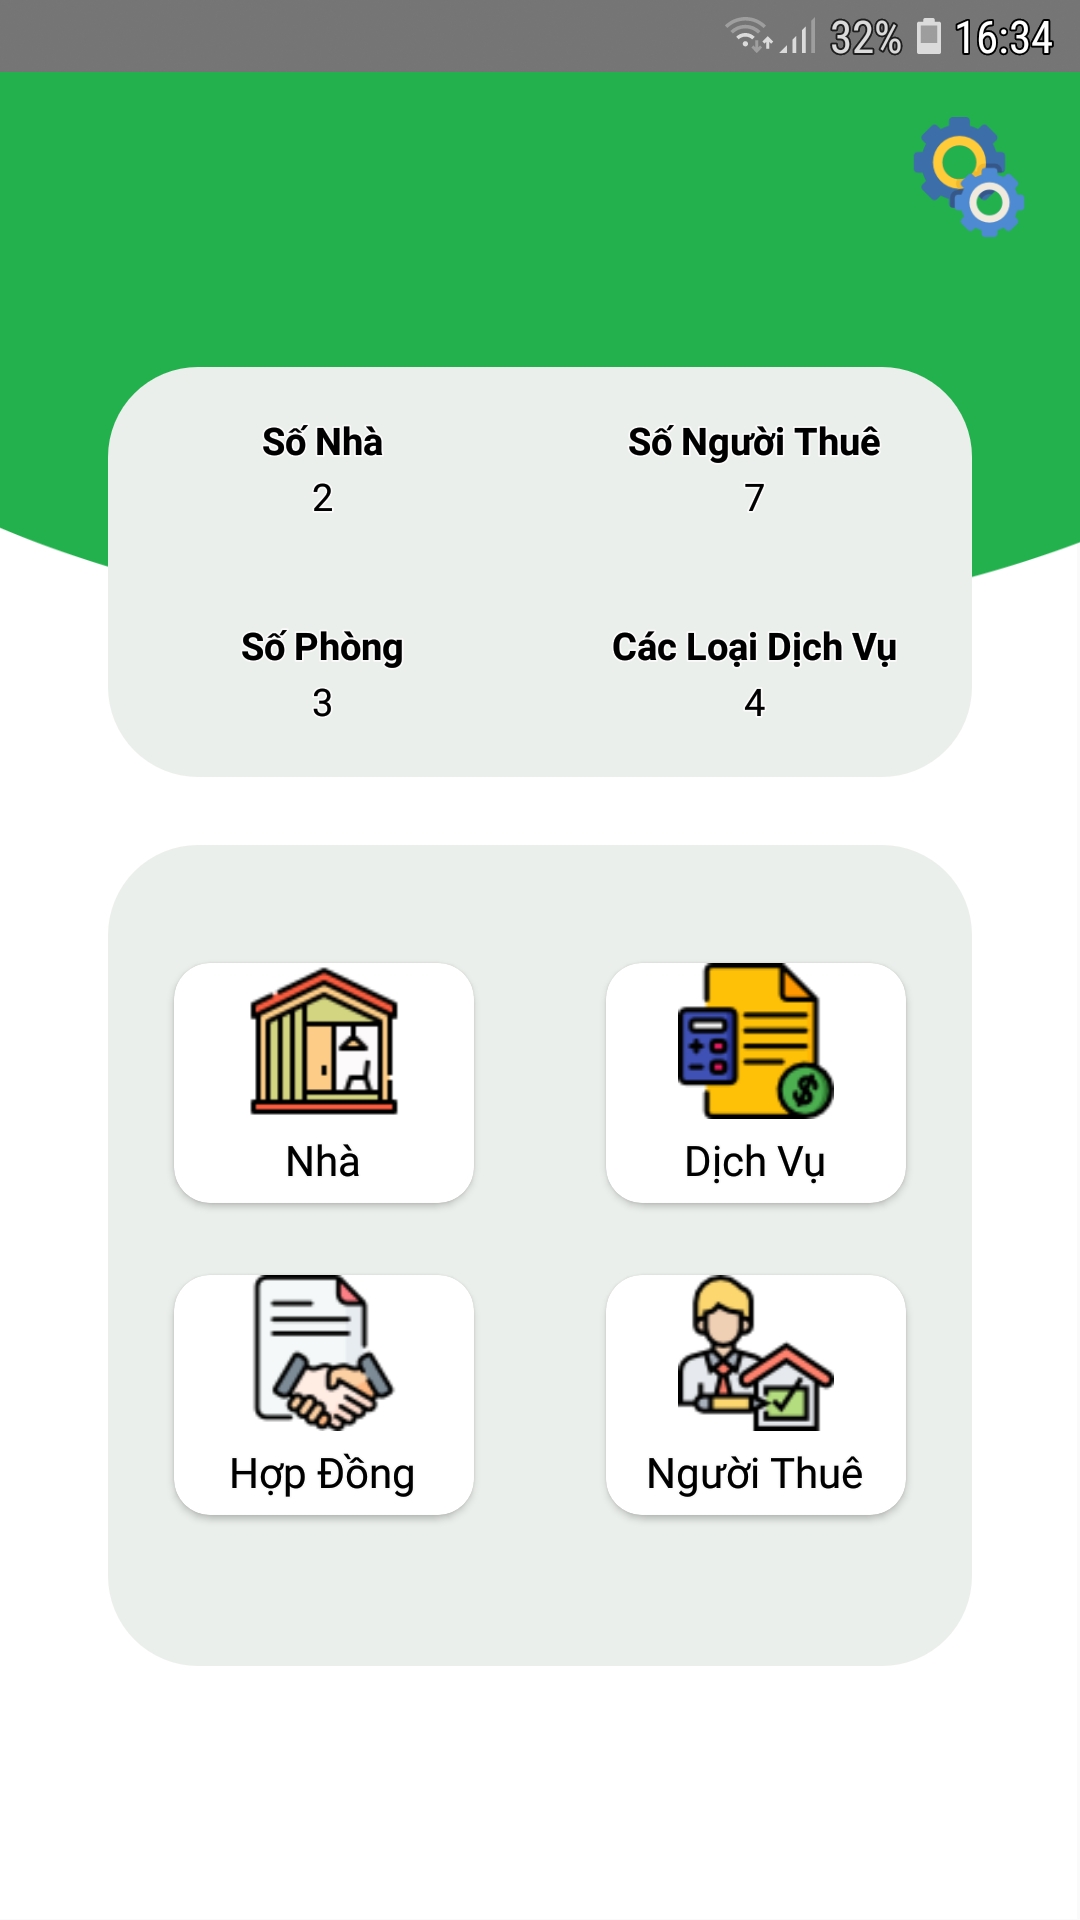 32% 16:34
Số Nhà
2
Số Người Thuê
7
Số Phòng
3
Các Loại Dịch Vụ
4
Nhà
Dịch Vụ
Hợp Đồng
Người Thuê